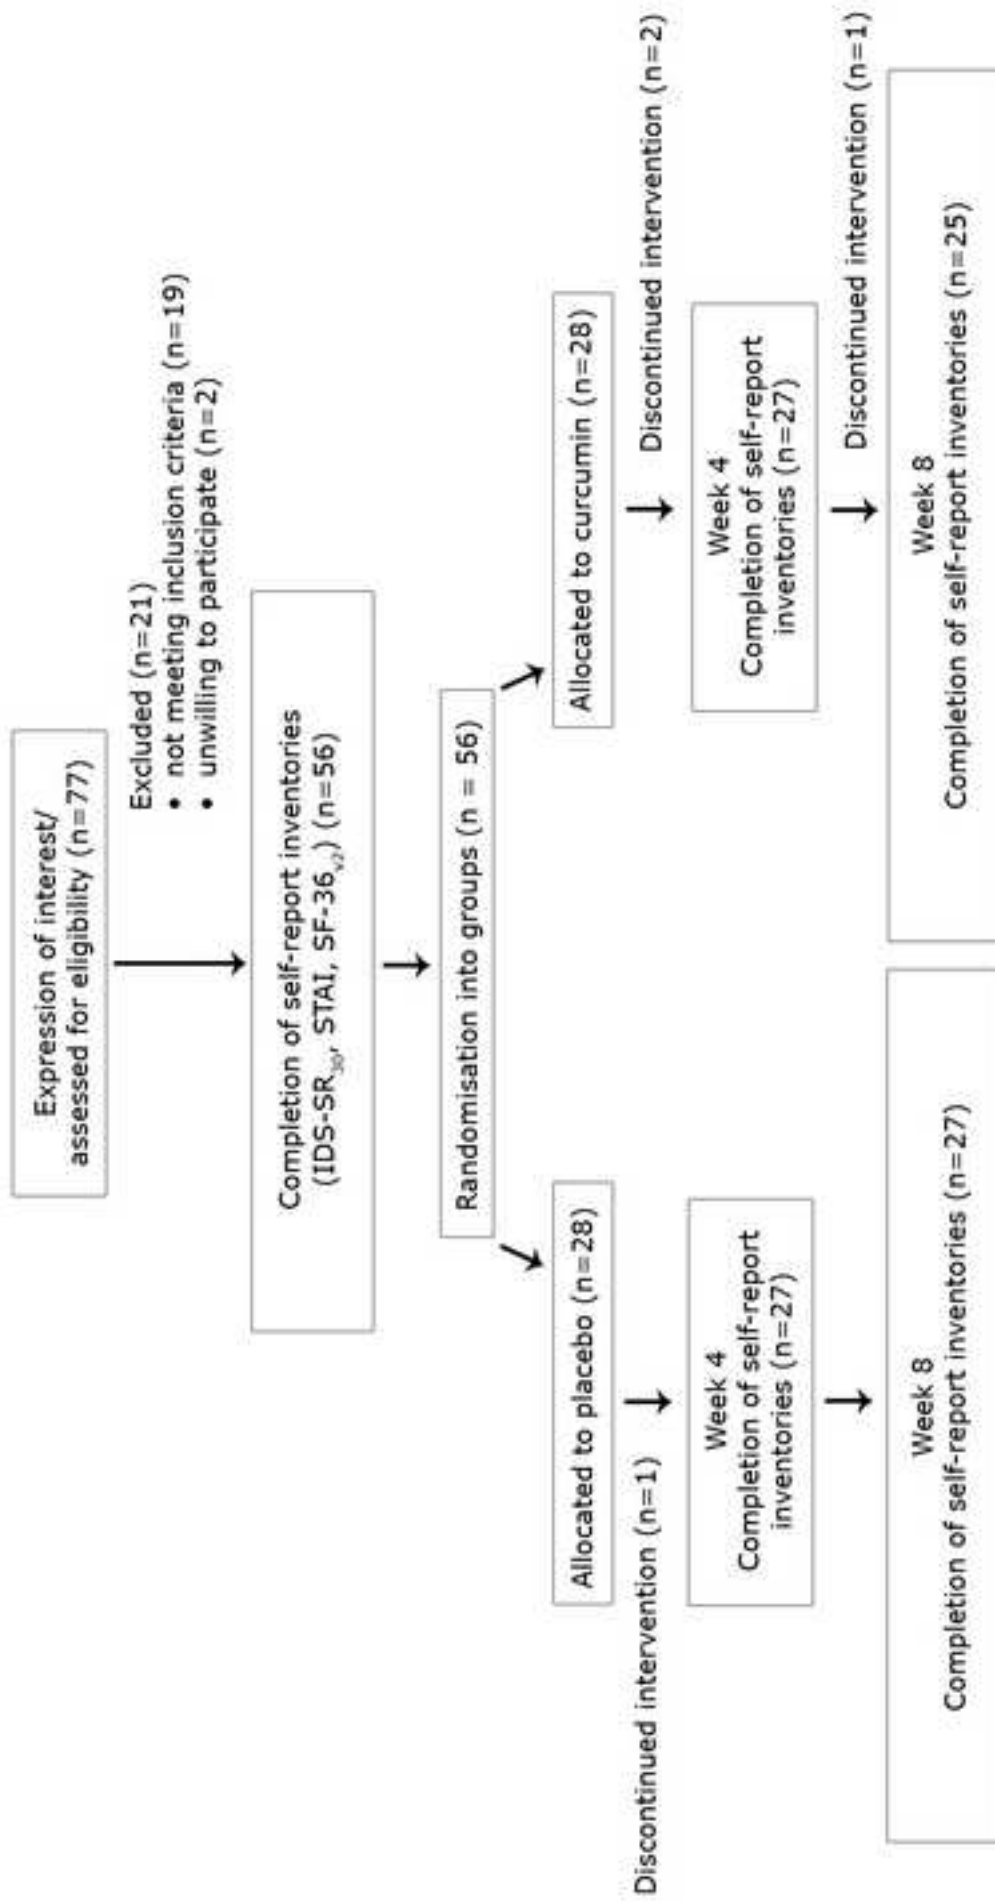 Expression of interest/
assessed for eligibility (n=77)
Excluded (n=21)
• not meeting inclusion criteria (n=19)
• unwilling to participate (n=2)
Completion of self-report inventories
(IDS-SR30, STAI, SF-36v2) (n=56)
Randomisation into groups (n = 56)
Allocated to placebo (n=28)
Allocated to curcumin (n=28)
Discontinued intervention (n=1)
Discontinued intervention (n=2)
Week 4
Completion of self-report
inventories (n=27)
Week 4
Completion of self-report
inventories (n=27)
Discontinued intervention (n=1)
Week 8
Completion of self-report inventories (n=27)
Week 8
Completion of self-report inventories (n=25)